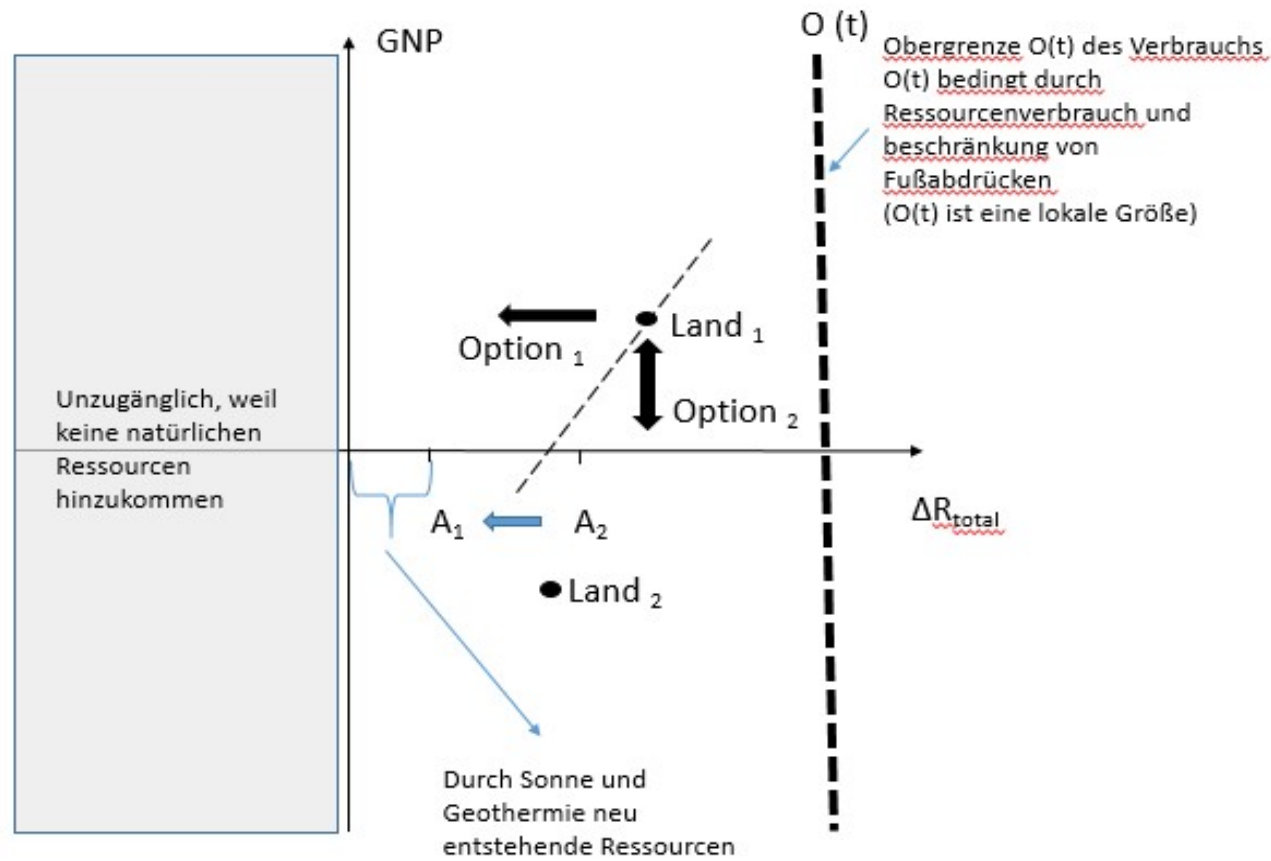 GNP
O (t)
Obergrenze O(t) des Verbrauchs
O(t) bedingt durch
Ressourcenverbrauch und
beschränkung von
Fußabdrücken
(O(t) ist eine lokale Größe)
Land 1
Option 1
Option 2
Unzugänglich, weil
keine natürlichen
Ressourcen
hinzukommen
A1
A2
ΔRtotal
Land 2
Durch Sonne und
Geothermie neu
entstehende Ressourcen